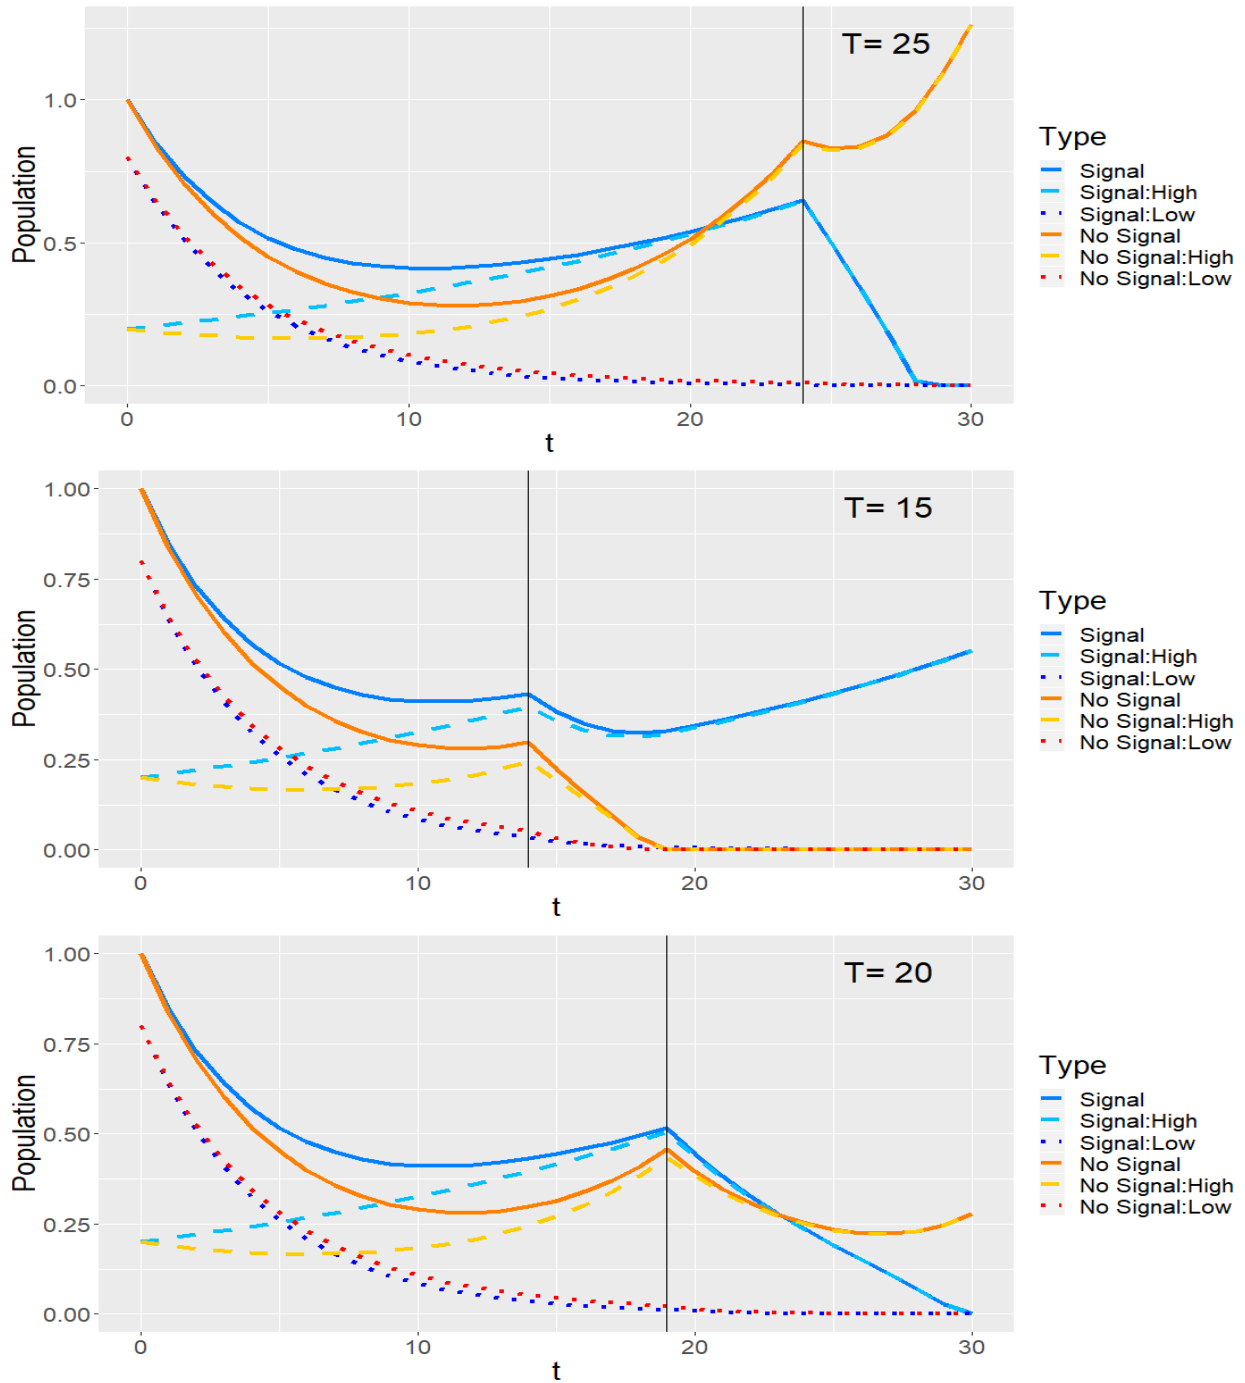 T= 25
Population
1.0
0.5
0.0
0
10
20
30
t
Type
Signal
Signal:High
Signal:Low
No Signal
No Signal:High
No Signal:Low
T= 15
Population
1.00
0.75
0.50
0.25
0.00
0
10
20
30
t
Type
Signal
Signal:High
Signal:Low
No Signal
No Signal:High
No Signal:Low
T= 20
Population
1.00
0.75
0.50
0.25
0.00
0
10
20
30
t
Type
Signal
Signal:High
Signal:Low
No Signal
No Signal:High
No Signal:Low